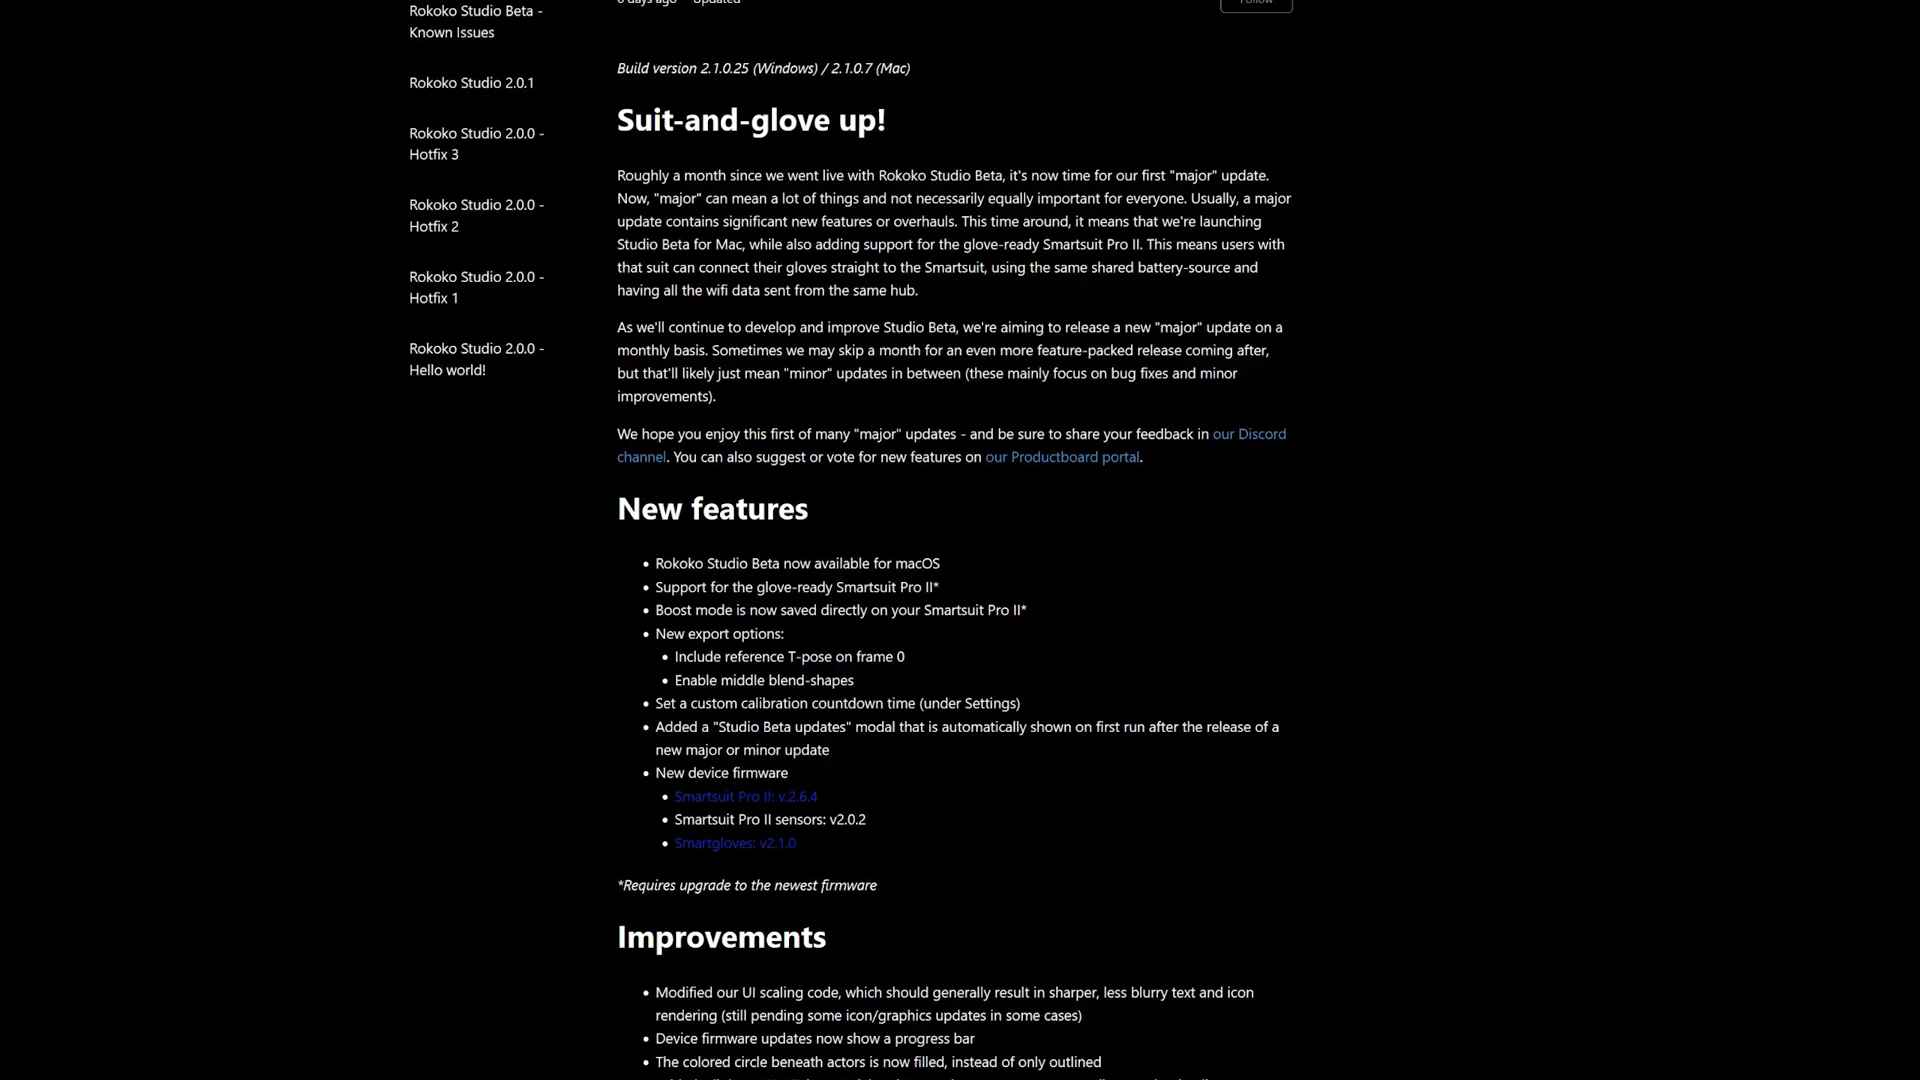 Rokoko Studio Beta -
Known Issues
Rokoko Studio 2.0.1
Rokoko Studio 2.0.0 -
Hotfix 3
Rokoko Studio 2.0.0 -
Hotfix 2
Rokoko Studio 2.0.0 -
Hotfix 1
Rokoko Studio 2.0.0 -
Hello world!
6 days ago Updated
Follow
Build version 2.1.0.25 (Windows) / 2.1.0.7 (Mac)
Suit-and-glove up!
Roughly a month since we went live with Rokoko Studio Beta, it's now time for our first "major" update.
Now, "major" can mean a lot of things and not necessarily equally important for everyone. Usually, a major
update contains significant new features or overhauls. This time around, it means that we're launching
Studio Beta for Mac, while also adding support for the glove-ready Smartsuit Pro II. This means users with
that suit can connect their gloves straight to the Smartsuit, using the same shared battery-source and
having all the wifi data sent from the same hub.
As we'll continue to develop and improve Studio Beta, we're aiming to release a new "major" update on a
monthly basis. Sometimes we may skip a month for an even more feature-packed release coming after,
but that'll likely just mean "minor" updates in between (these mainly focus on bug fixes and minor
improvements).
We hope you enjoy this first of many "major" updates - and be sure to share your feedback in our Discord
channel. You can also suggest or vote for new features on our Productboard portal.
New features
• Rokoko Studio Beta now available for macOS
• Support for the glove-ready Smartsuit Pro II*
• Boost mode is now saved directly on your Smartsuit Pro II*
• New export options:
• Include reference T-pose on frame 0
• Enable middle blend-shapes
• Set a custom calibration countdown time (under Settings)
• Added a "Studio Beta updates" modal that is automatically shown on first run after the release of a
new major or minor update
• New device firmware
• Smartsuit Pro II: v.2.6.4
• Smartsuit Pro II sensors: v2.0.2
• Smartgloves: v2.1.0
*Requires upgrade to the newest firmware
Improvements
• Modified our UI scaling code, which should generally result in sharper, less blurry text and icon
rendering (still pending some icon/graphics updates in some cases)
• Device firmware updates now show a progress bar
• The colored circle beneath actors is now filled, instead of only outlined